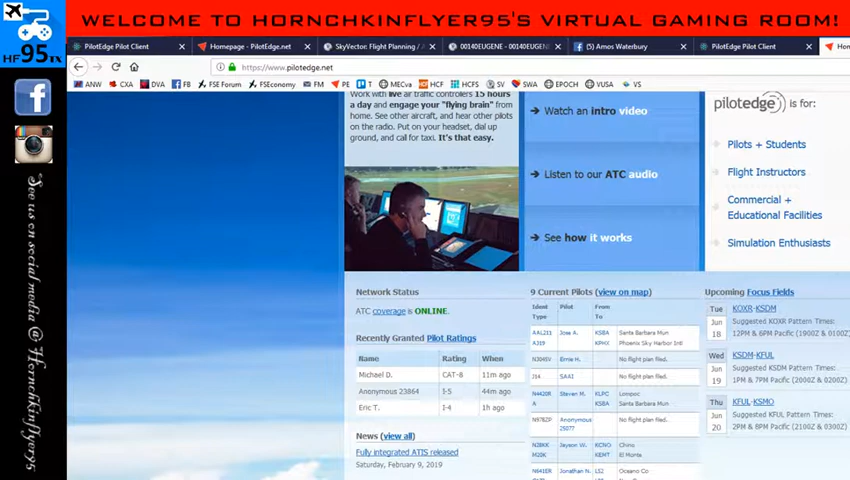 WELCOME TO HORNCHKINFLYER95'S VIRTUAL GAMING ROOM!
HF 95TX
See us on social media @ Hornchkinflyer95
PilotEdge Pilot Client
Homepage - PilotEdge.net
SkyVector: Flight Planning / A
00140EUGENE - 00140EUGEN
(5) Amos Waterbury
PilotEdge Pilot Client
Hom
https://www.pilotedge.net
AWN CXA DVA FB FSE Forum FSEconomy FM PE T MECva HCF HCFS SV SWA EPOCH VUSA VS
Work with live air traffic controllers 15 hours
a day and engage your "flying brain" from
home. See other aircraft, and hear other pilots
on the radio. Put on your headset, dial up
ground, and call for taxi. It's that easy.
Watch an intro video
Listen to our ATC audio
See how it works
pilotedge is for:
Pilots + Students
Flight Instructors
Commercial +
Educational Facilities
Simulation Enthusiasts
Network Status
ATC coverage is ONLINE.
Recently Granted Pilot Ratings
Name Rating When
Michael D. CAT-8 11m ago
Anonymous 23864 I-5 44m ago
Eric T. I-4 1h ago
News (view all)
Fully integrated ATIS released
Saturday, February 9, 2019
9 Current Pilots (view on map)
Ident Pilot From
Type To
AAL211 Jose A. KSBA Santa Barbara Mun
A319 KPHX Phoenix Sky Harbor Intl
N3045V Ernie H. No flight plan filed.
J14 SAAI No flight plan filed.
N4420R Steven M. KLPC Lompoc
A KSBA Santa Barbara Mun
N978ZP Anonymous No flight plan filed.
Jayson W. KCNO Chino
M20K KEMT El Monte
N641ER Jonathan N. L52 Oceano Co
Upcoming Focus Fields
Tue Jun 18
KOXR-KSDM
Suggested KOXR Pattern Times:
12PM & 6PM Pacific (1900Z & 0100Z)
Wed Jun 19
KSDM-KFUL
Suggested KSDM Pattern Times:
1PM & 7PM Pacific (2000Z & 0200Z)
Thu Jun 20
KFUL-KSMO
Suggested KFUL Pattern Times:
2PM & 8PM Pacific (2100Z & 0300Z)